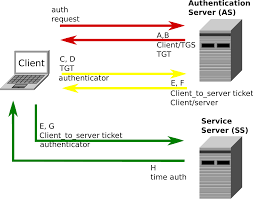 auth
request
Authentication
Server (AS)
A,B
Client/TGS
TGT
Client
C, D
TGT
authenticator
E, F
Client_to_server ticket
Client/server
E, G
Client_to_server ticket
authenticator
Service
Server (SS)
H
time auth